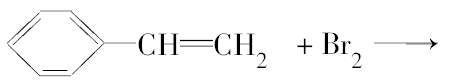 CH=CH₂ + Br₂ ⟶